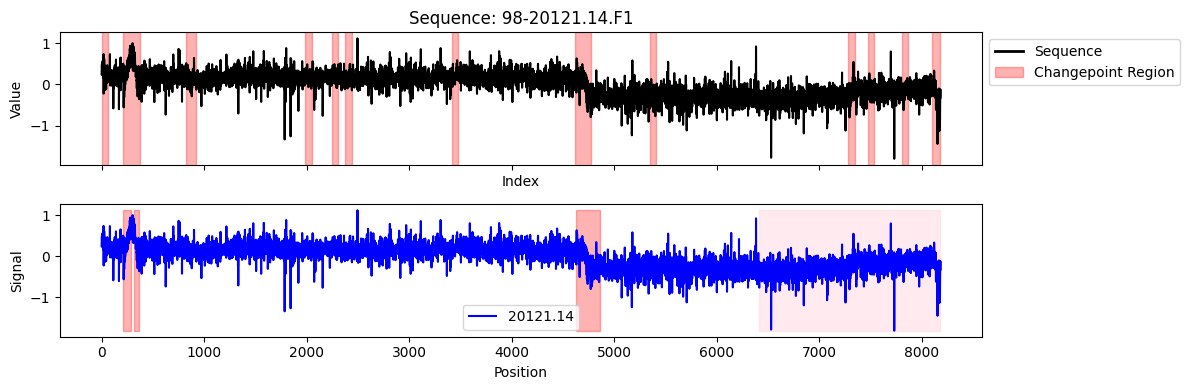 Sequence: 98-20121.14.F1
1
0
−1
Value
Index
Sequence
Changepoint Region
1
0
−1
Signal
20121.14
0 1000 2000 3000 4000 5000 6000 7000 8000
Position